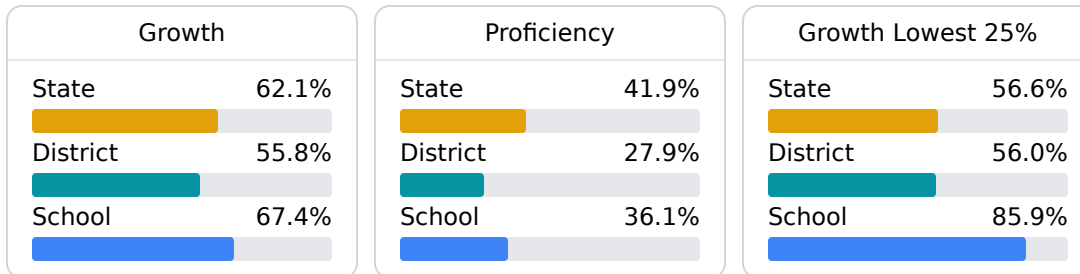 Growth
State 62.1%
District 55.8%
School 67.4%
Proficiency
State 41.9%
District 27.9%
School 36.1%
Growth Lowest 25%
State 56.6%
District 56.0%
School 85.9%